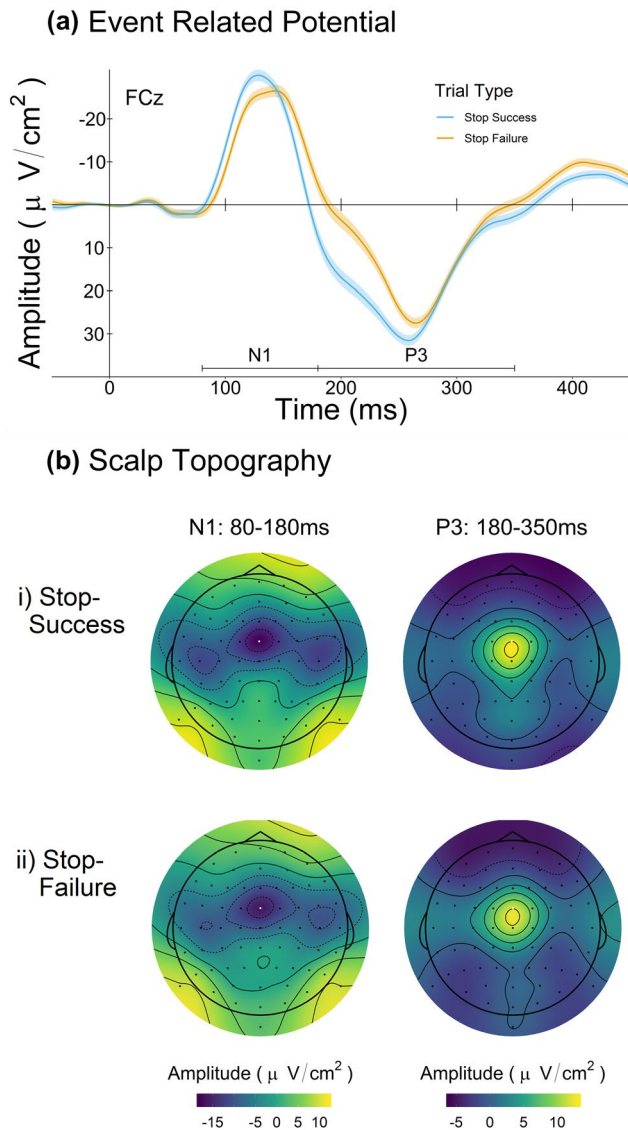 (a) Event Related Potential
Amplitude ( μ V/cm² )
FCz
Trial Type
Stop Success
Stop Failure
-20
-10
10
20
30
N1
P3
0
100
200
300
400
Time (ms)
(b) Scalp Topography
N1: 80-180ms
P3: 180-350ms
i) Stop-
Success
ii) Stop-
Failure
Amplitude ( μ V/cm² )
-15
-5
0
5
10
Amplitude ( μ V/cm² )
-5
0
5
10